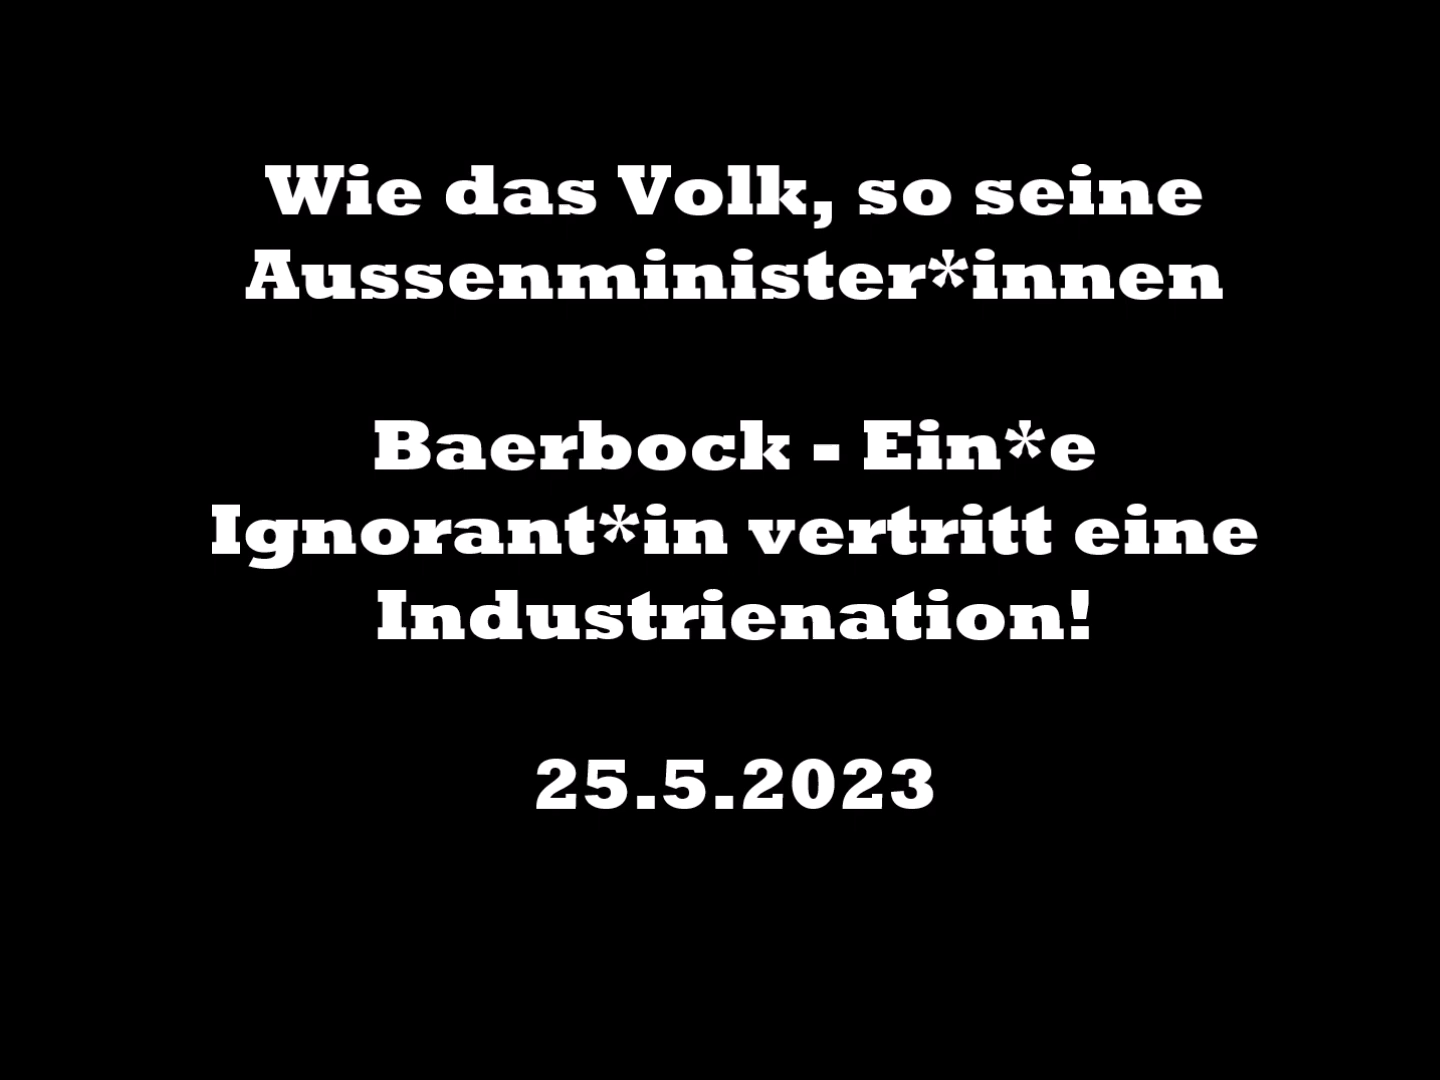 Wie das Volk, so seine
Aussenminister*innen
Baerbock - Ein*e
Ignorant*in vertritt eine
Industrienation!
25.5.2023